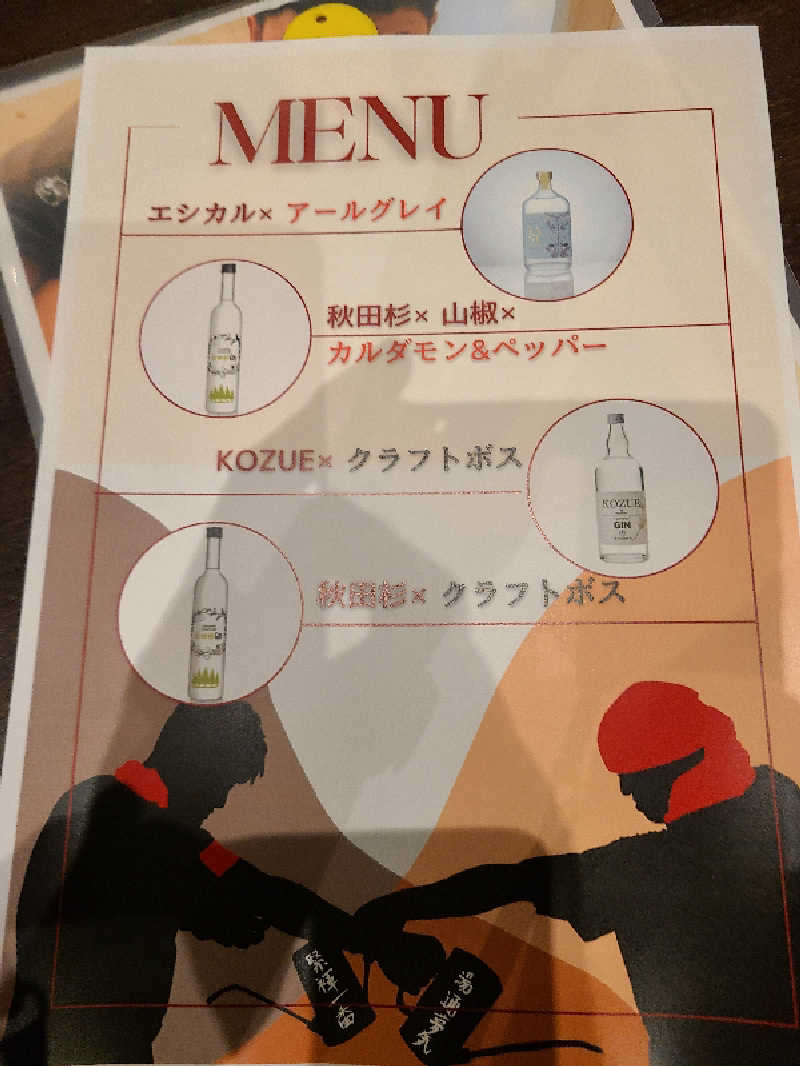 MENU
エシカル× アールグレイ
秋田杉× 山椒×
カルダモン&ペッパー
KOZUE× クラフトボス
KOZUE
GIN
秋田杉× クラフトボス